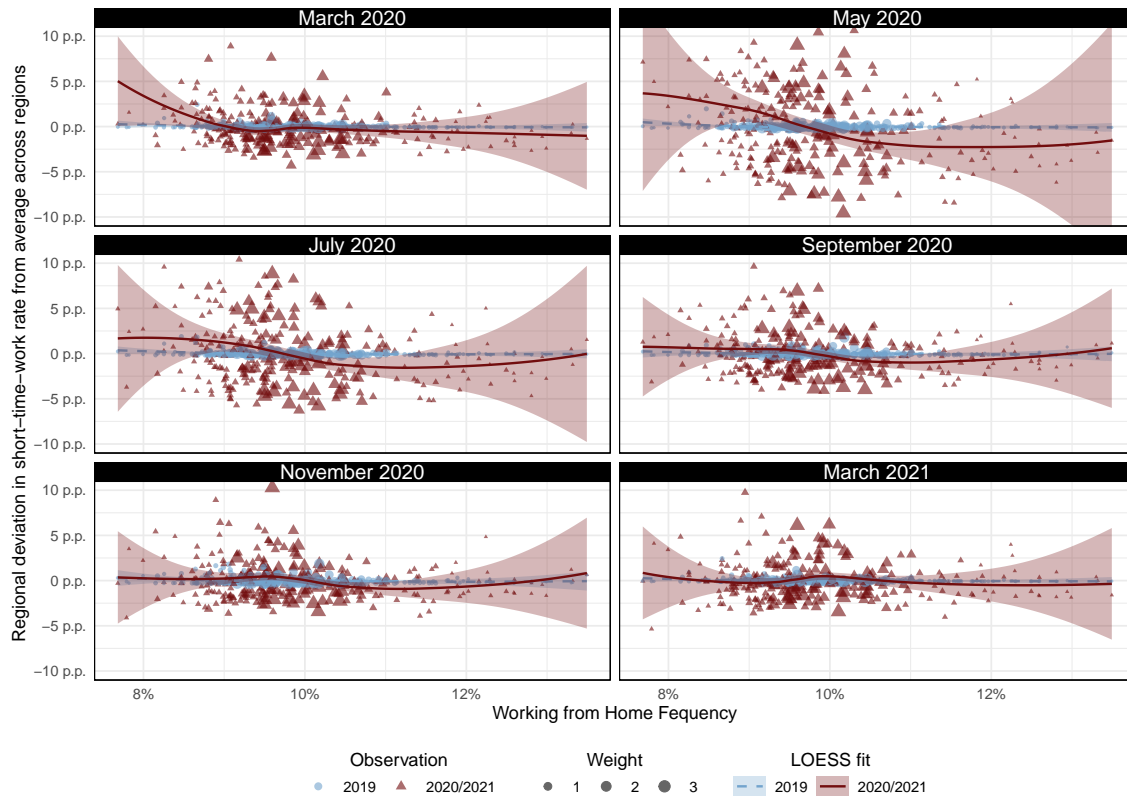 March 2020
May 2020
10 p.p.
5 p.p.
0 p.p.
−5 p.p.
−10 p.p.
July 2020
September 2020
10 p.p.
5 p.p.
0 p.p.
−5 p.p.
−10 p.p.
November 2020
March 2021
10 p.p.
5 p.p.
0 p.p.
−5 p.p.
−10 p.p.
8% 10% 12%
8% 10% 12%
Regional deviation in short−time−work rate from average across regions
Working from Home Fequency
Observation Weight LOESS fit
2019 2020/2021 1 2 3 2019 2020/2021